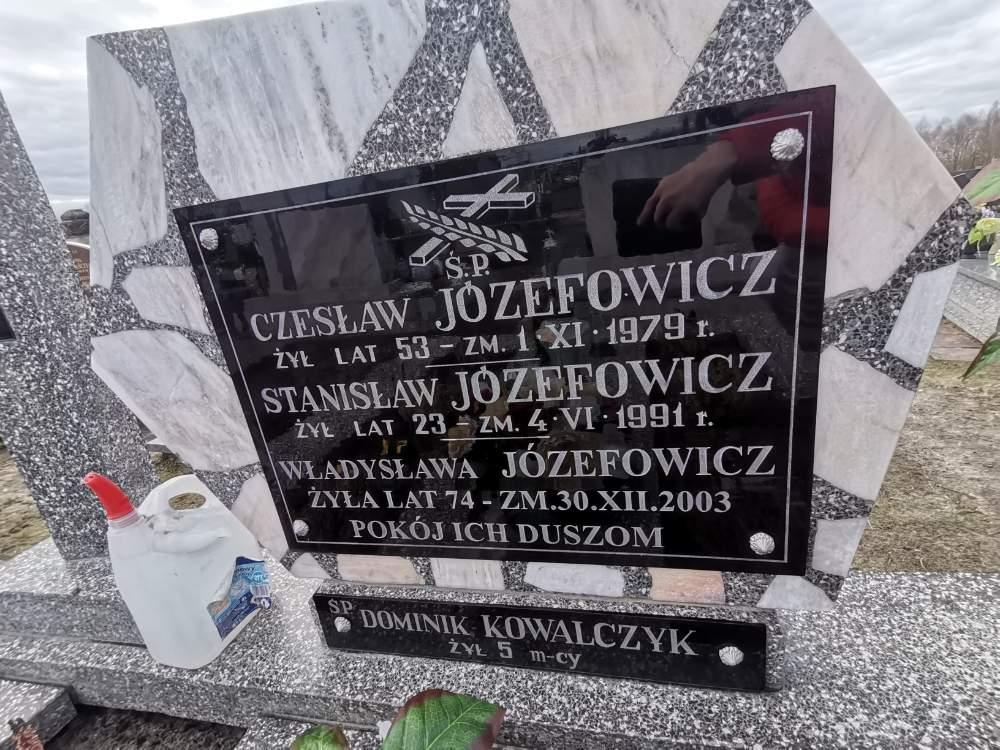 Ś.P.
CZESŁAW JÓZEFOWICZ
ŻYŁ LAT 53 - ZM. 1·XI·1979 r.
STANISŁAW JÓZEFOWICZ
ŻYŁ LAT 23 - ZM. 4·VI·1991 r.
WŁADYSŁAWA JÓZEFOWICZ
ŻYŁA LAT 74 - ZM.30.XII.2003
POKÓJ ICH DUSZOM
ŚP. DOMINIK KOWALCZYK
ŻYŁ 5 m-cy